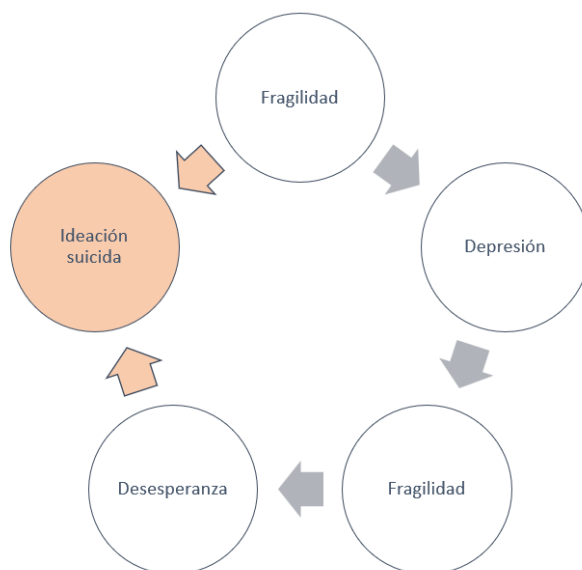 Fragilidad
Depresión
Fragilidad
Desesperanza
Ideación
suicida